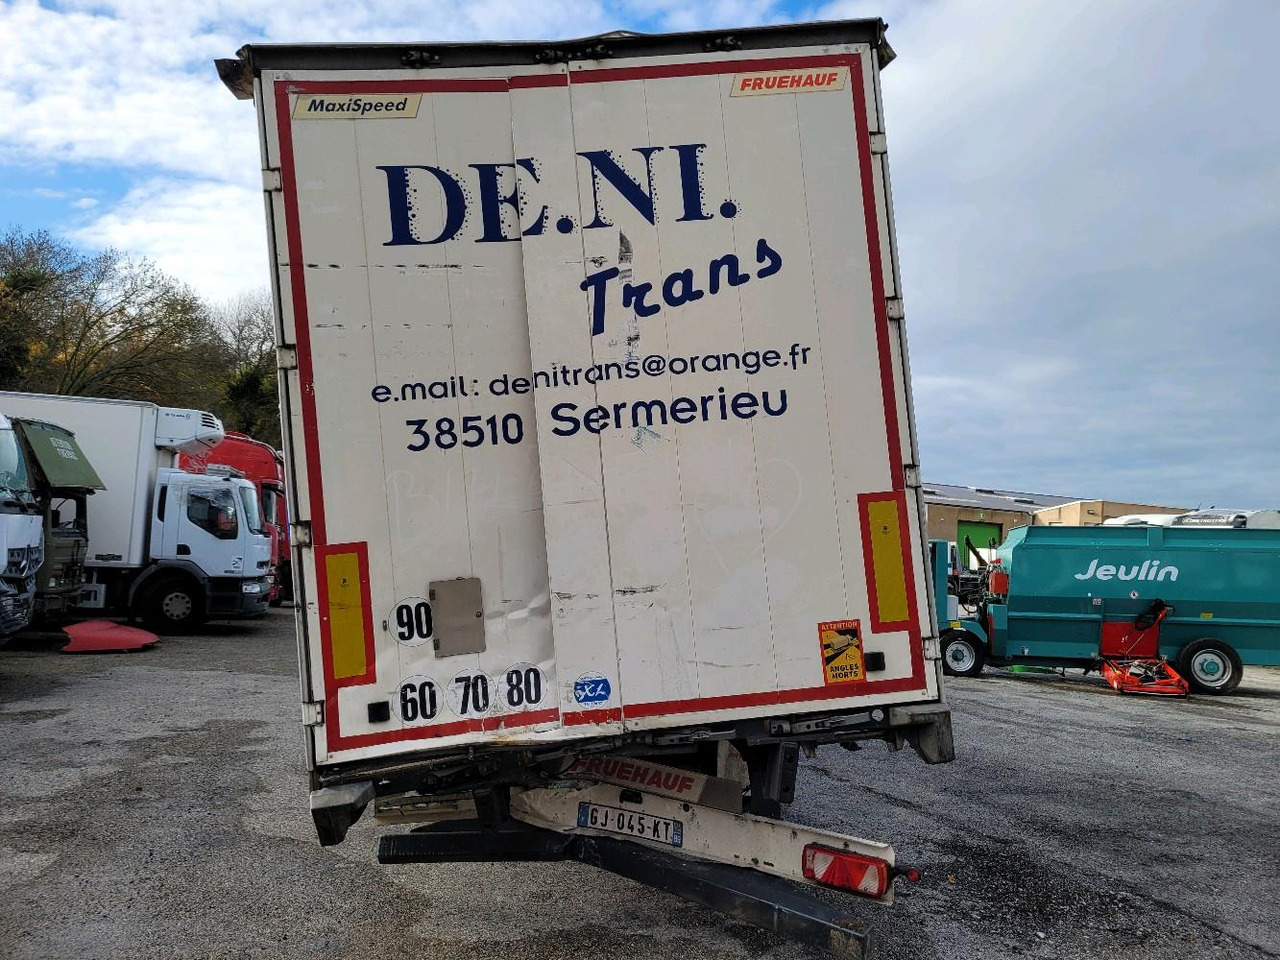 MaxiSpeed
FRUEHAUF
DE.NI.
Trans
e.mail: denitrans@orange.fr
38510 Sermerieu
90
60 70 80
XL
ATTENTION
ANGLES
MORTS
FRUEHAUF
GJ-045-KT
Jeulin